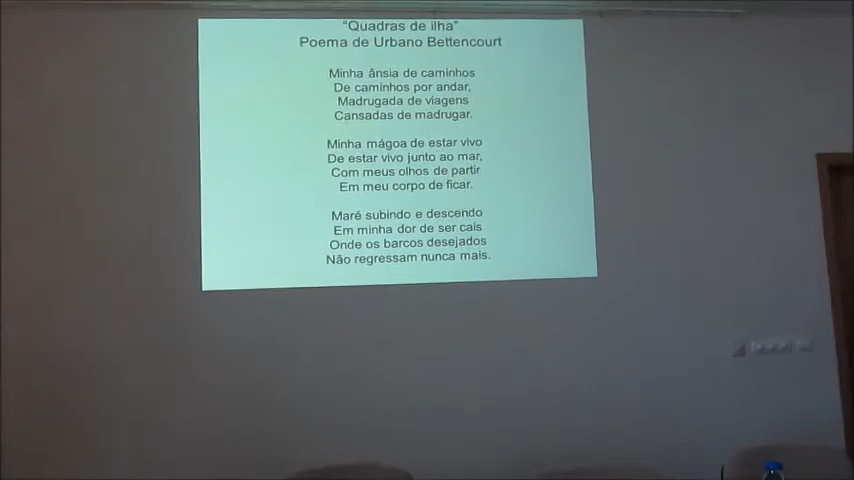 "Quadras de ilha"
Poema de Urbano Bettencourt
Minha ânsia de caminhos
De caminhos por andar,
Madrugadas de viagens
Cansadas de madrugar.
Minha mágoa de estar vivo
De estar vivo junto ao mar,
Com meus olhos de partir
Em meu corpo de ficar.
Maré subindo e descendo
Em minha dor de ser cais
Onde os barcos desejados
Não regressam nunca mais.